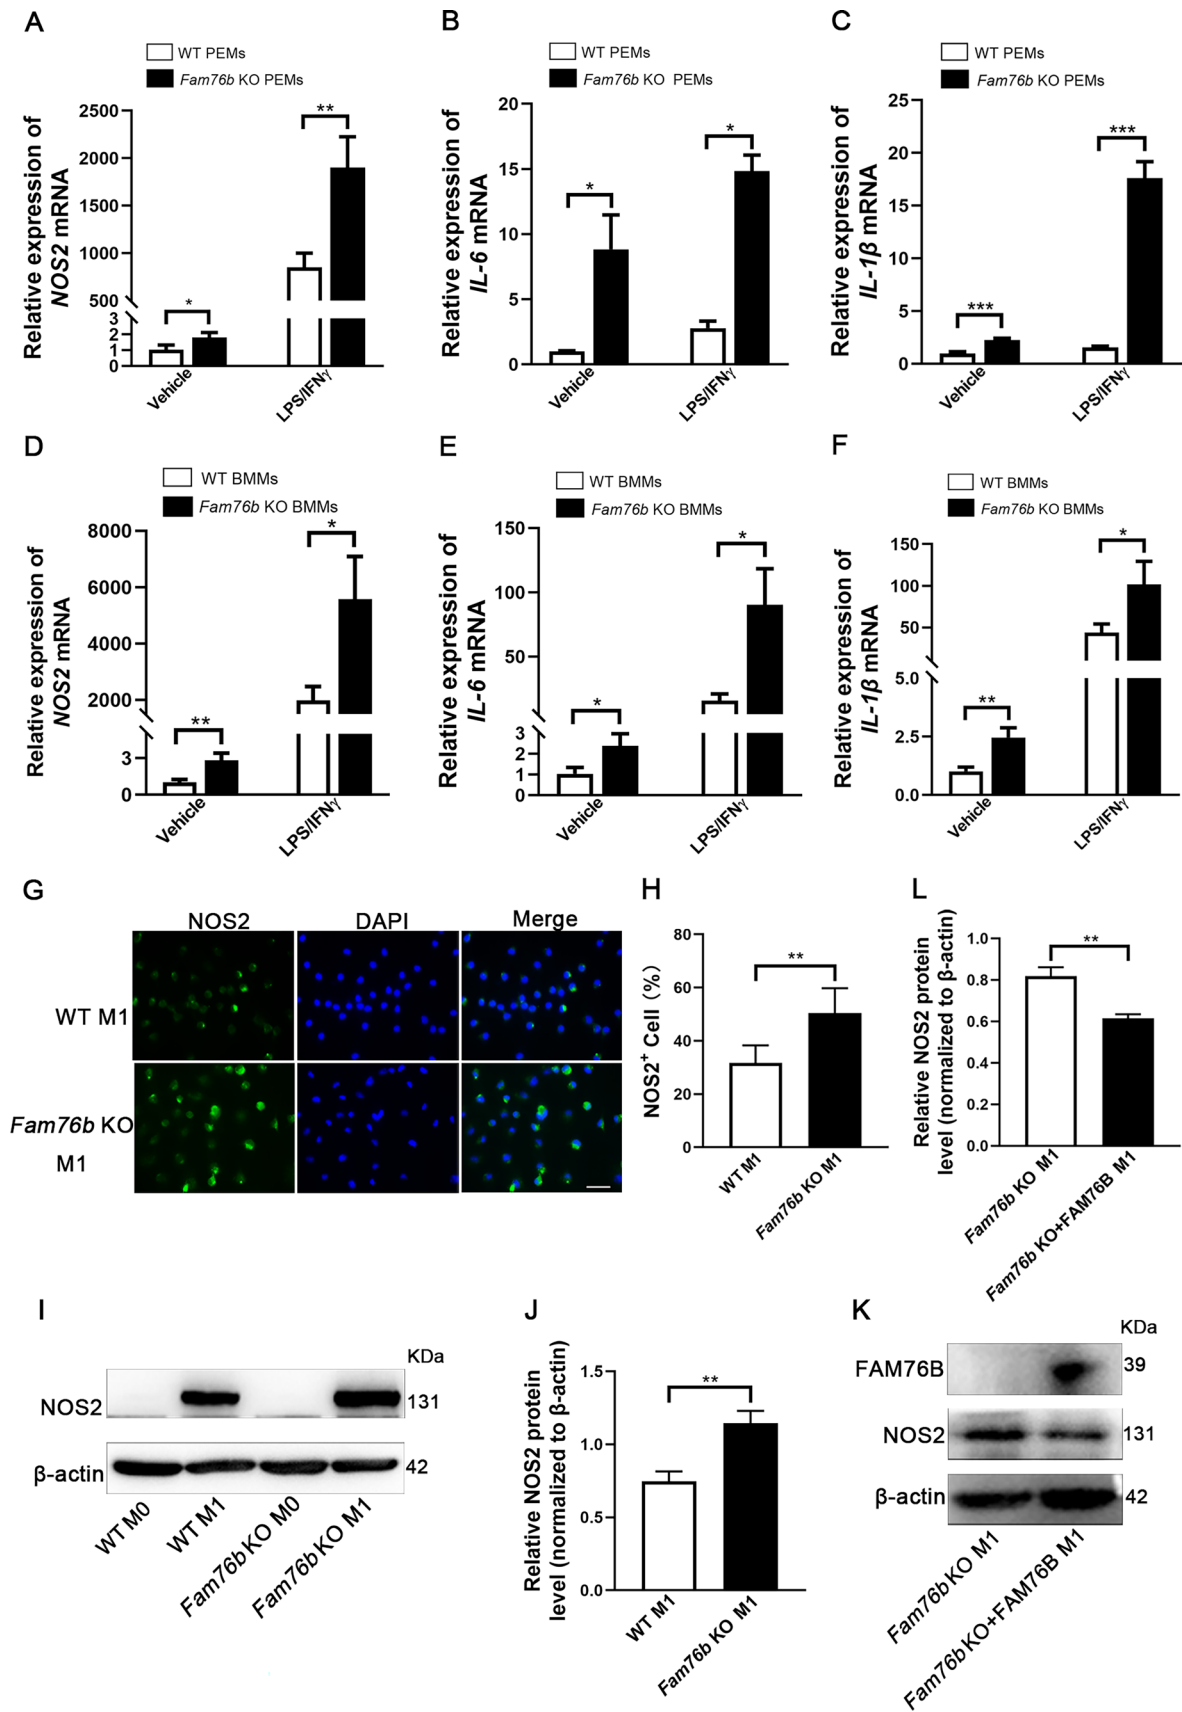 A
WT PEMs
Fam76b KO PEMs
Relative expression of
NOS2 mRNA
2500
2000
1500
1000
500
3
2
1
0
**
*
Vehicle
LPS/IFNγ
B
WT PEMs
Fam76b KO PEMs
Relative expression of
IL-6 mRNA
20
15
10
5
0
*
*
Vehicle
LPS/IFNγ
C
WT PEMs
Fam76b KO PEMs
Relative expression of
IL-1β mRNA
25
20
15
10
5
0
***
***
Vehicle
LPS/IFNγ
D
WT BMMs
Fam76b KO BMMs
Relative expression of
NOS2 mRNA
8000
6000
4000
2000
3
0
*
**
Vehicle
LPS/IFNγ
E
WT BMMs
Fam76b KO BMMs
Relative expression of
IL-6 mRNA
150
100
50
3
2
1
0
*
*
Vehicle
LPS/IFNγ
F
WT BMMs
Fam76b KO BMMs
Relative expression of
IL-1β mRNA
150
100
50
5.0
2.5
0.0
*
**
Vehicle
LPS/IFNγ
G
NOS2 DAPI Merge
WT M1
Fam76b KO
M1
H
NOS2+ Cell (%)
80
60
40
20
0
**
WT M1
Fam76b KO M1
L
Relative NOS2 protein
level (normalized to β-actin)
1.0
0.8
0.6
0.4
0.2
0.0
**
Fam76b KO M1
Fam76b KO+FAM76B M1
I
KDa
NOS2 131
β-actin 42
WT M0
WT M1
Fam76b KO M0
Fam76b KO M1
J
Relative NOS2 protein
level (normalized to β-actin)
1.5
1.0
0.5
0.0
**
WT M1
Fam76b KO M1
K
KDa
FAM76B 39
NOS2 131
β-actin 42
Fam76b KO M1
Fam76b KO+FAM76B M1